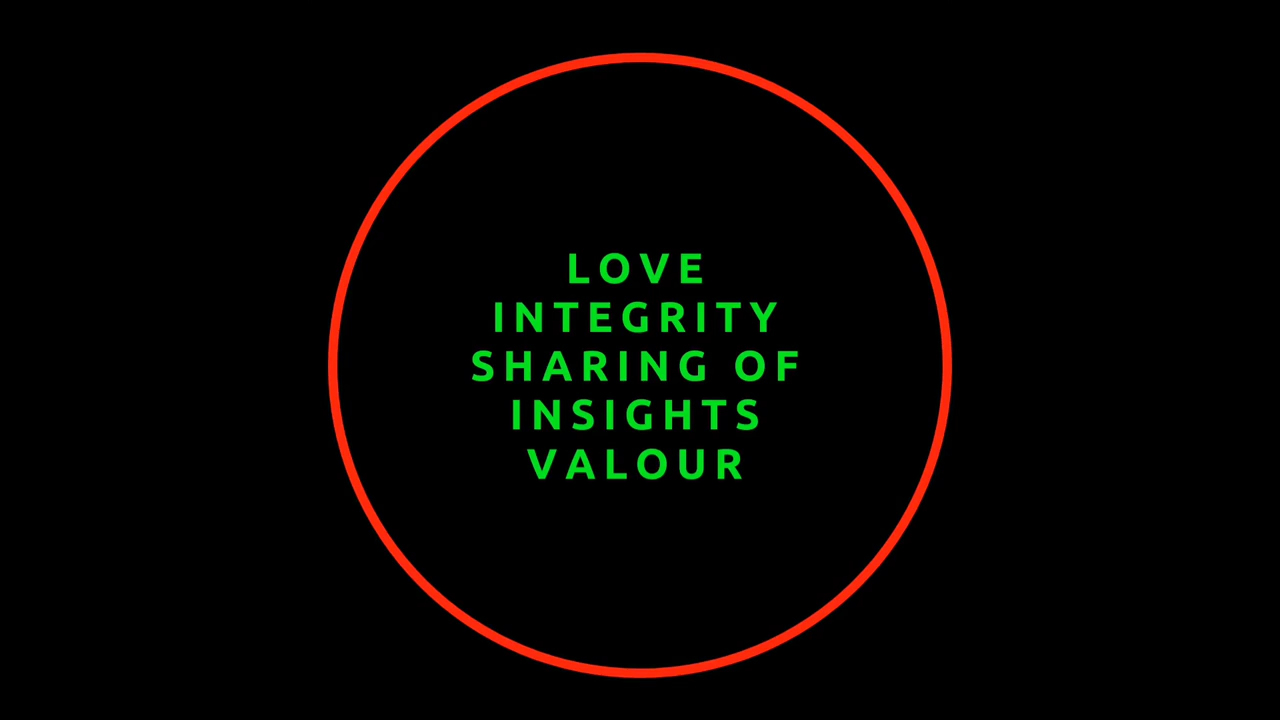 LOVE
INTEGRITY
SHARING OF
INSIGHTS
VALOUR